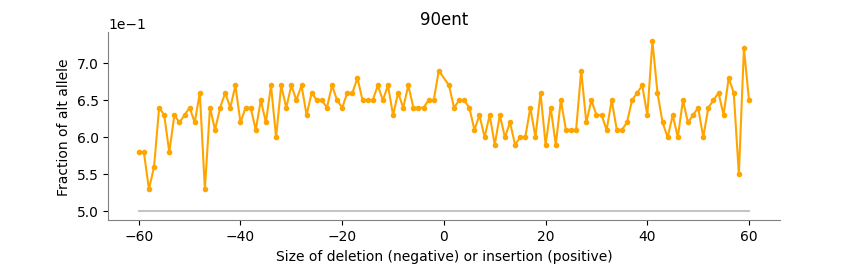 90ent
1e−1
7.0
6.5
6.0
5.5
5.0
Fraction of alt allele
−60 −40 −20 0 20 40 60
Size of deletion (negative) or insertion (positive)